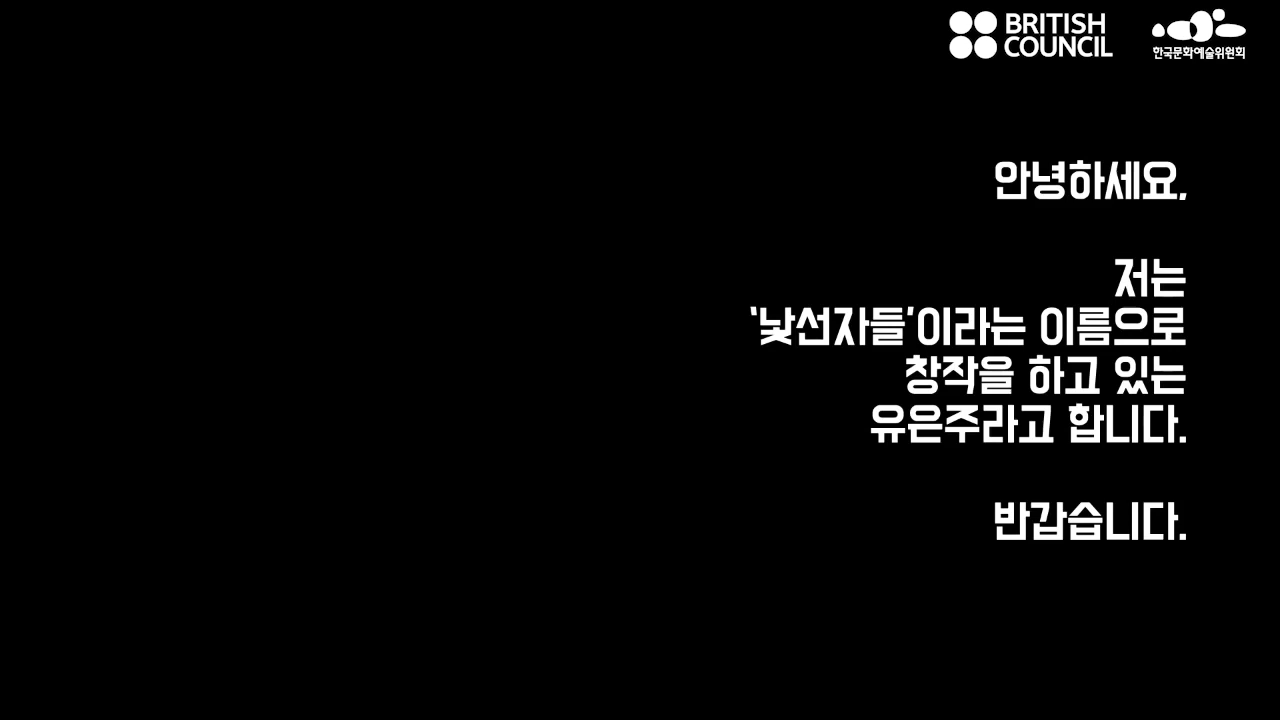 BRITISH
COUNCIL
한국문화예술위원회
안녕하세요,
저는
‘낯선자들’이라는 이름으로
창작을 하고 있는
유은주라고 합니다.
반갑습니다.